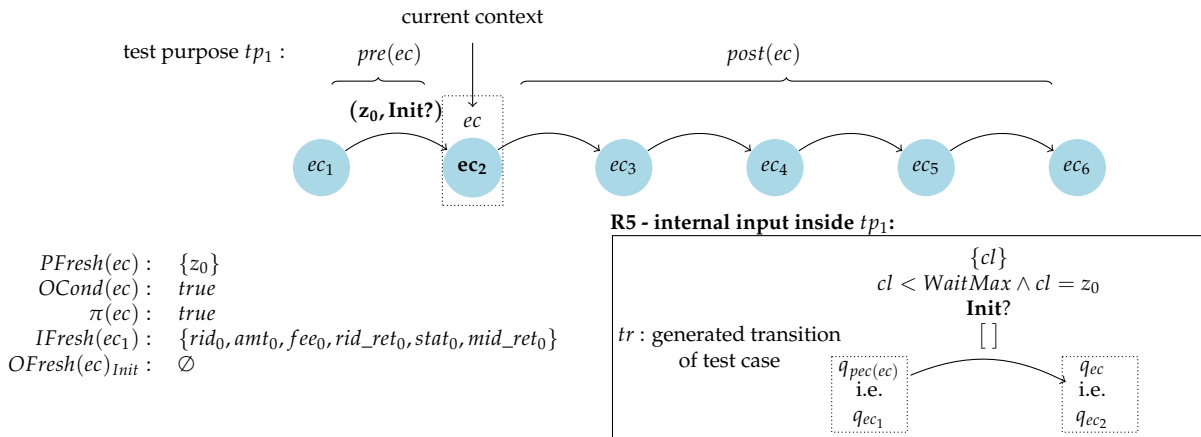 current context
test purpose tp₁ :
pre(ec)
post(ec)
(z₀, Init?)
ec
ec₁
ec₂
ec₃
ec₄
ec₅
ec₆
R5 - internal input inside tp₁:
PFresh(ec) : {z₀}
OCond(ec) : true
π(ec) : true
IFresh(ec₁) : {rid₀, amt₀, fee₀, rid_ret₀, stat₀, mid_ret₀}
OFresh(ec)_Init : ∅
{cl}
cl < WaitMax ∧ cl = z₀
Init?
[ ]
tr : generated transition
of test case
q_pec(ec)
i.e.
q_ec₁
q_ec
i.e.
q_ec₂